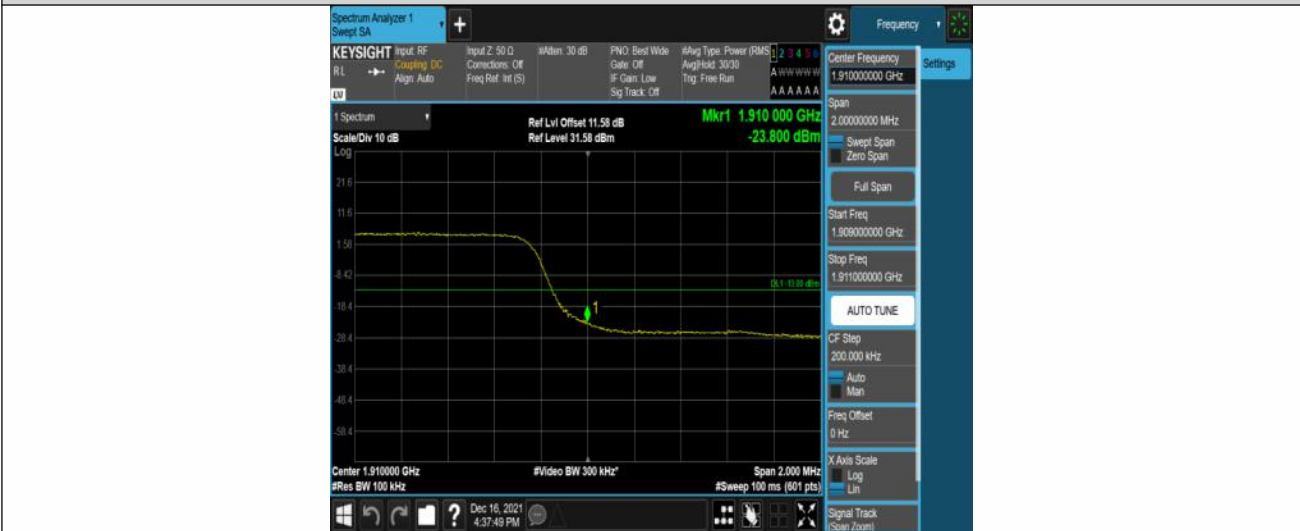 Spectrum Analyzer 1
Swept SA
+
Frequency
KEYSIGHT
RL
LV
Input: RF
Coupling: DC
Align: Auto
Input Z: 50 Ω
Corrections: Off
Freq Ref: Int (S)
#Atten: 30 dB
PNO: Best Wide
Gate: Off
IF Gain: Low
Sig Track: Off
#Avg Type: Power (RMS
Avg|Hold: 30/30
Trig: Free Run
1 2 3 4 5 6
A W W W W W
A A A A A A
1 Spectrum
Scale/Div 10 dB
Log
Ref Lvl Offset 11.58 dB
Ref Level 31.58 dBm
Mkr1 1.910 000 GHz
-23.800 dBm
21.6
11.6
1.58
-8.42
-18.4
-28.4
-38.4
-48.4
-58.4
DL1 -13.00 dBm
1
Center 1.910000 GHz
#Res BW 100 kHz
#Video BW 300 kHz*
Span 2.000 MHz
#Sweep 100 ms (601 pts)
?
Dec 16, 2021
4:37:49 PM
Center Frequency
1.910000000 GHz
Settings
Span
2.00000000 MHz
Swept Span
Zero Span
Full Span
Start Freq
1.909000000 GHz
Stop Freq
1.911000000 GHz
AUTO TUNE
CF Step
200.000 kHz
Auto
Man
Freq Offset
0 Hz
X Axis Scale
Log
Lin
Signal Track
(Span Zoom)